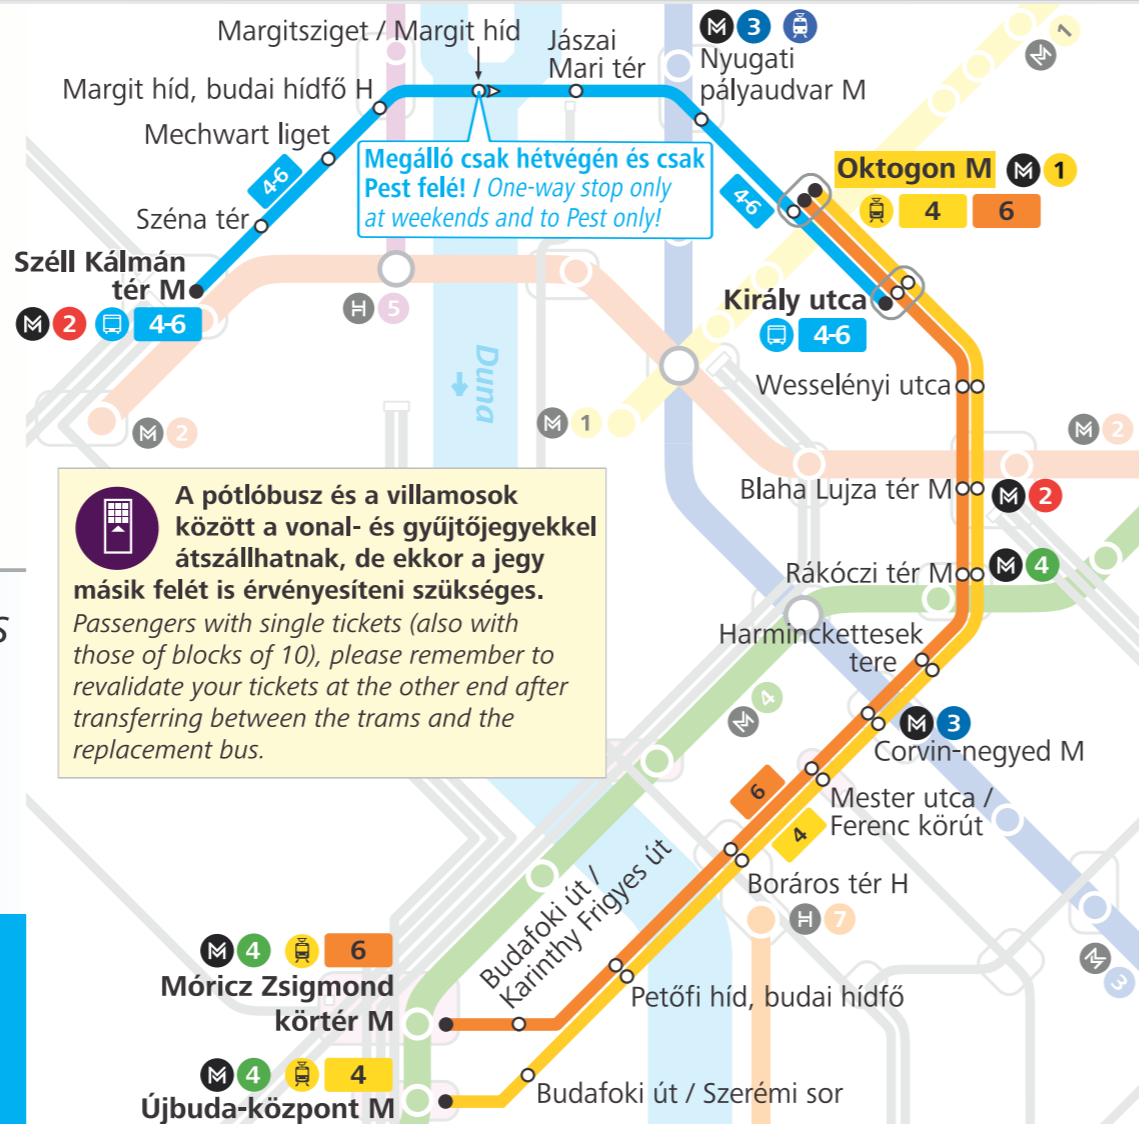 Margitsziget / Margit híd
Jászai
Mari tér
M 3
Nyugati
pályaudvar M
1
Margit híd, budai hídfő H
Mechwart liget
4-6
Széna tér
Megálló csak hétvégén és csak
Pest felé! / One-way stop only
at weekends and to Pest only!
4-6
Oktogon M
M 1
4
6
Széll Kálmán
tér M
M 2
4-6
H 5
Király utca
4-6
Duna
M 2
M 1
Wesselényi utca
M 2
Blaha Lujza tér M
M 2
A pótlóbusz és a villamosok
között a vonal- és gyűjtőjegyekkel
átszállhatnak, de ekkor a jegy
másik felét is érvényesíteni szükséges.
Passengers with single tickets (also with
those of blocks of 10), please remember to
revalidate your tickets at the other end after
transferring between the trams and the
replacement bus.
S
Rákóczi tér M
M 4
Harminckettesek
tere
M 4
M 3
Corvin-negyed M
6
4
Mester utca /
Ferenc körút
Boráros tér H
H 7
Budafoki út /
Karinthy Frigyes út
M 3
Petőfi híd, budai hídfő
M 4
6
Móricz Zsigmond
körtér M
M 4
4
Újbuda-központ M
Budafoki út / Szerémi sor